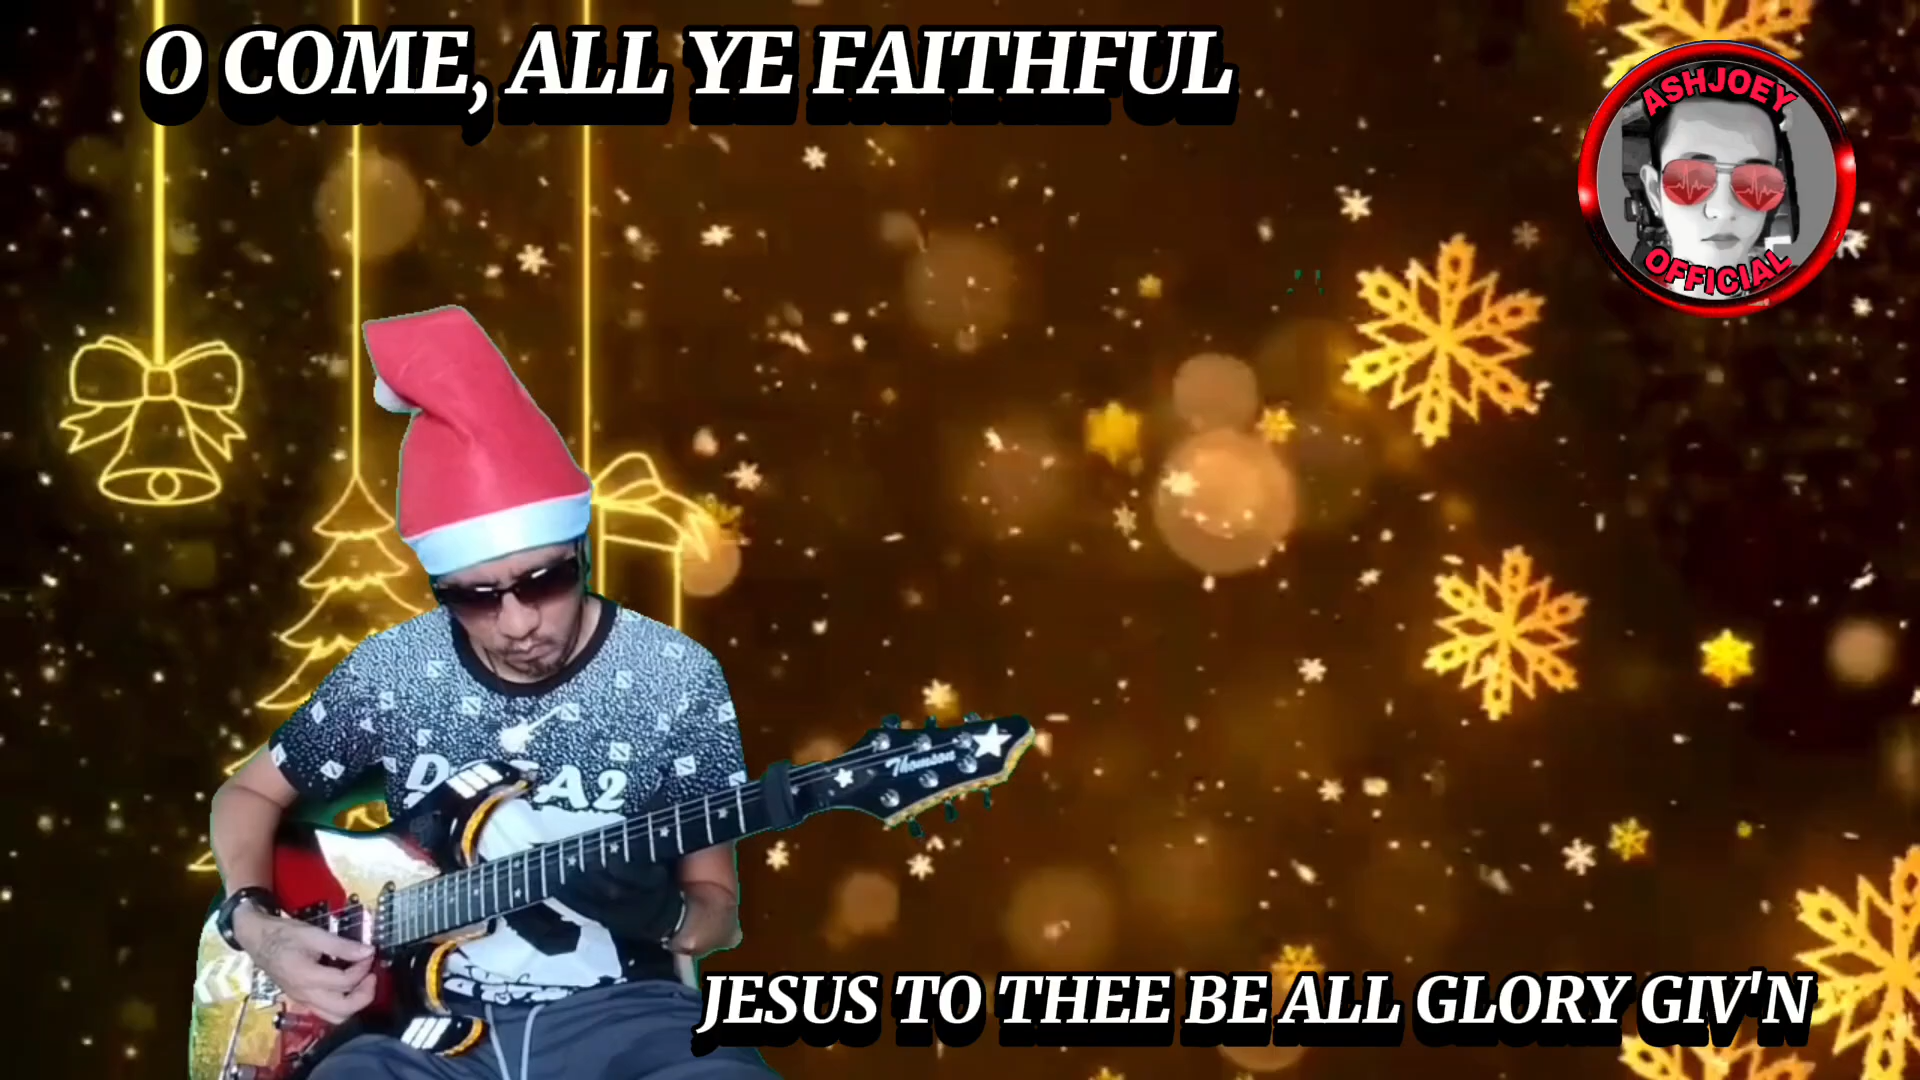 O COME, ALL YE FAITHFUL
ASHJOEY
OFFICIAL
Thomson
JESUS TO THEE BE ALL GLORY GIV'N